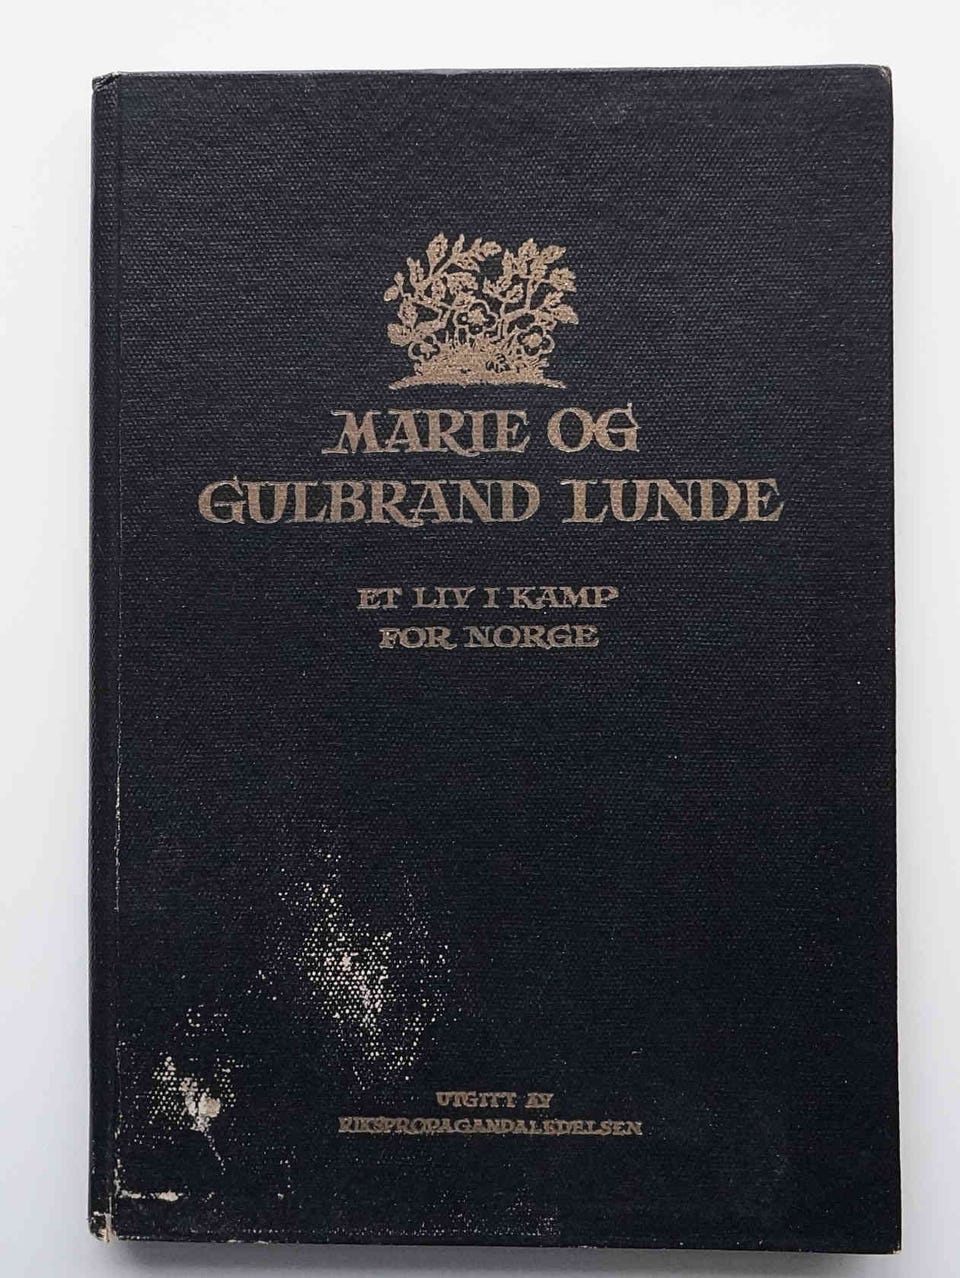 MARIE OG
GULBRAND LUNDE
ET LIV I KAMP
FOR NORGE
UTGITT AV
RIKSPROPAGANDALEDELSEN